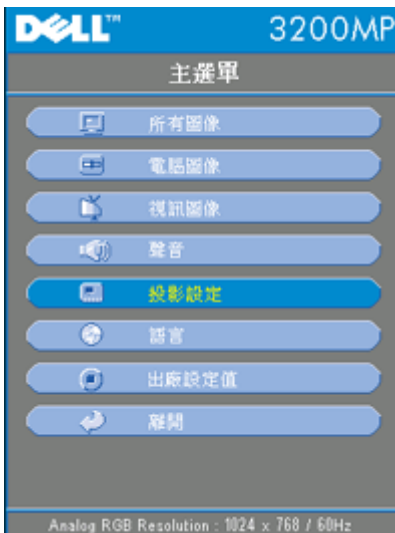 DELL™ 3200MP
主選單
所有圖像
電腦圖像
視訊圖像
聲音
投影設定
語言
出廠設定值
離開
Analog RGB Resolution : 1024 x 768 / 60Hz